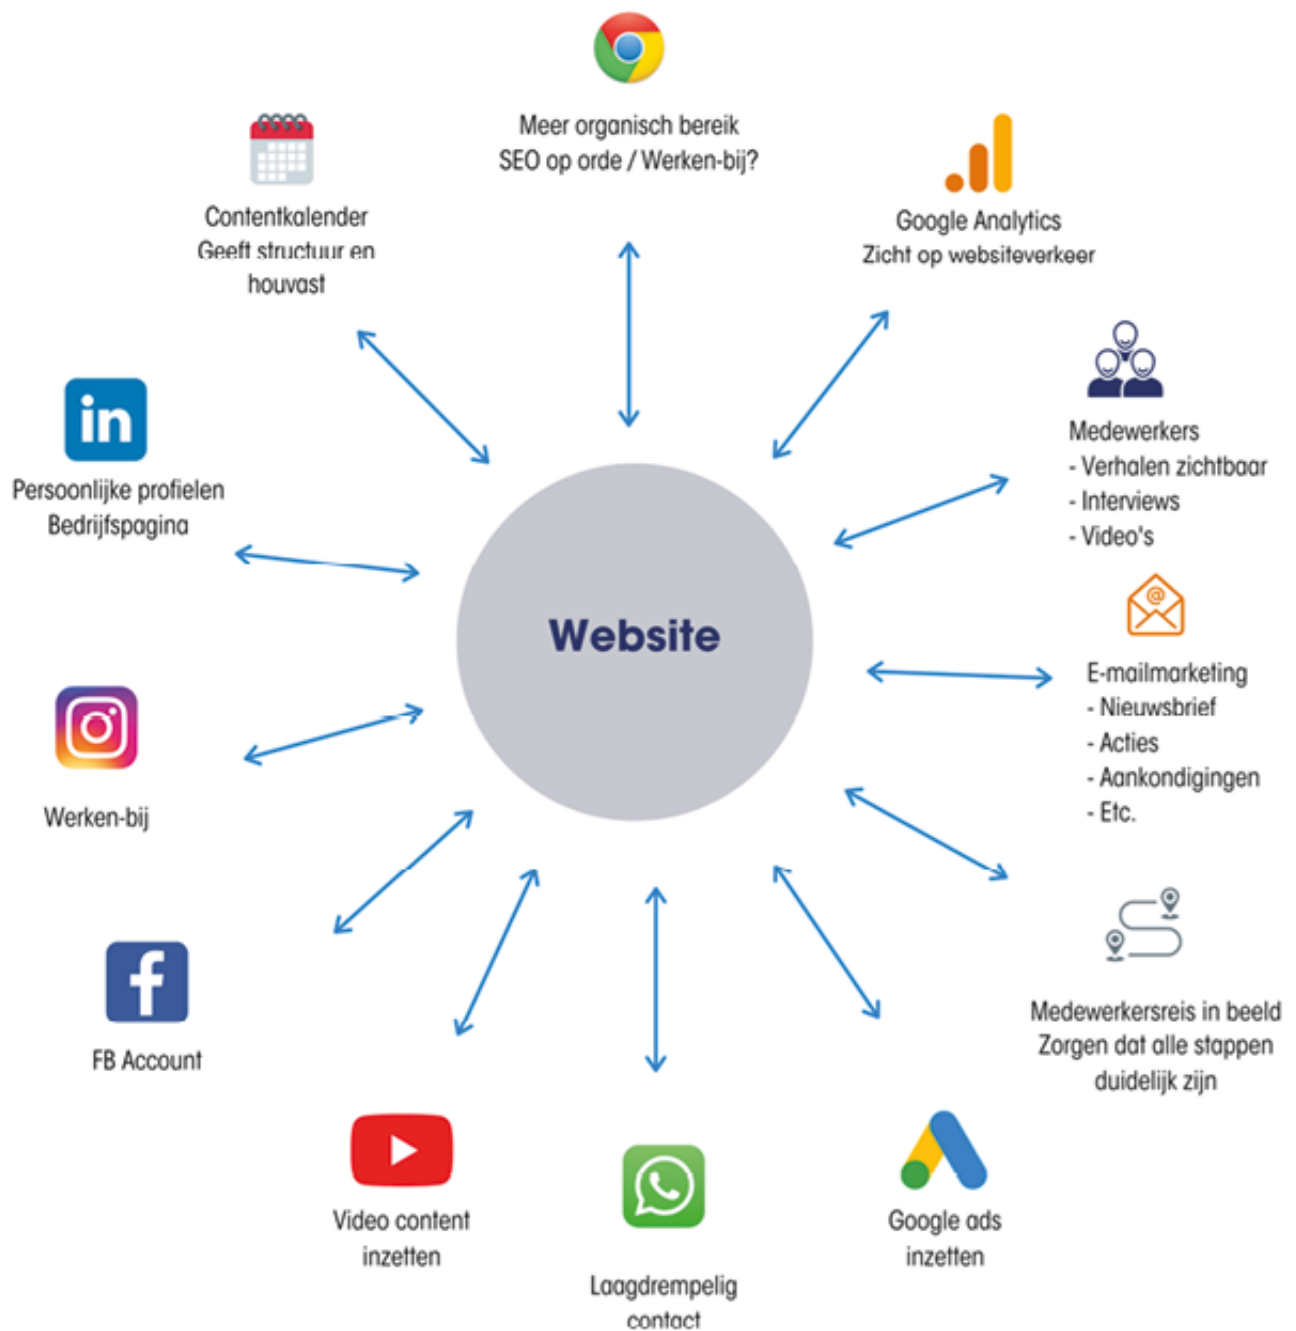 Meer organisch bereik
SEO op orde / Werken-bij?
Contentkalender
Geeft structuur en
houvast
Google Analytics
Zicht op websiteverkeer
Medewerkers
- Verhalen zichtbaar
- Interviews
- Video's
in
Persoonlijke profielen
Bedrijfspagina
Website
@
E-mailmarketing
- Nieuwsbrief
- Acties
- Aankondigingen
- Etc.
Werken-bij
Medewerkersreis in beeld
Zorgen dat alle stappen
duidelijk zijn
f
FB Account
Video content
inzetten
Google ads
inzetten
Laagdrempelig
contact